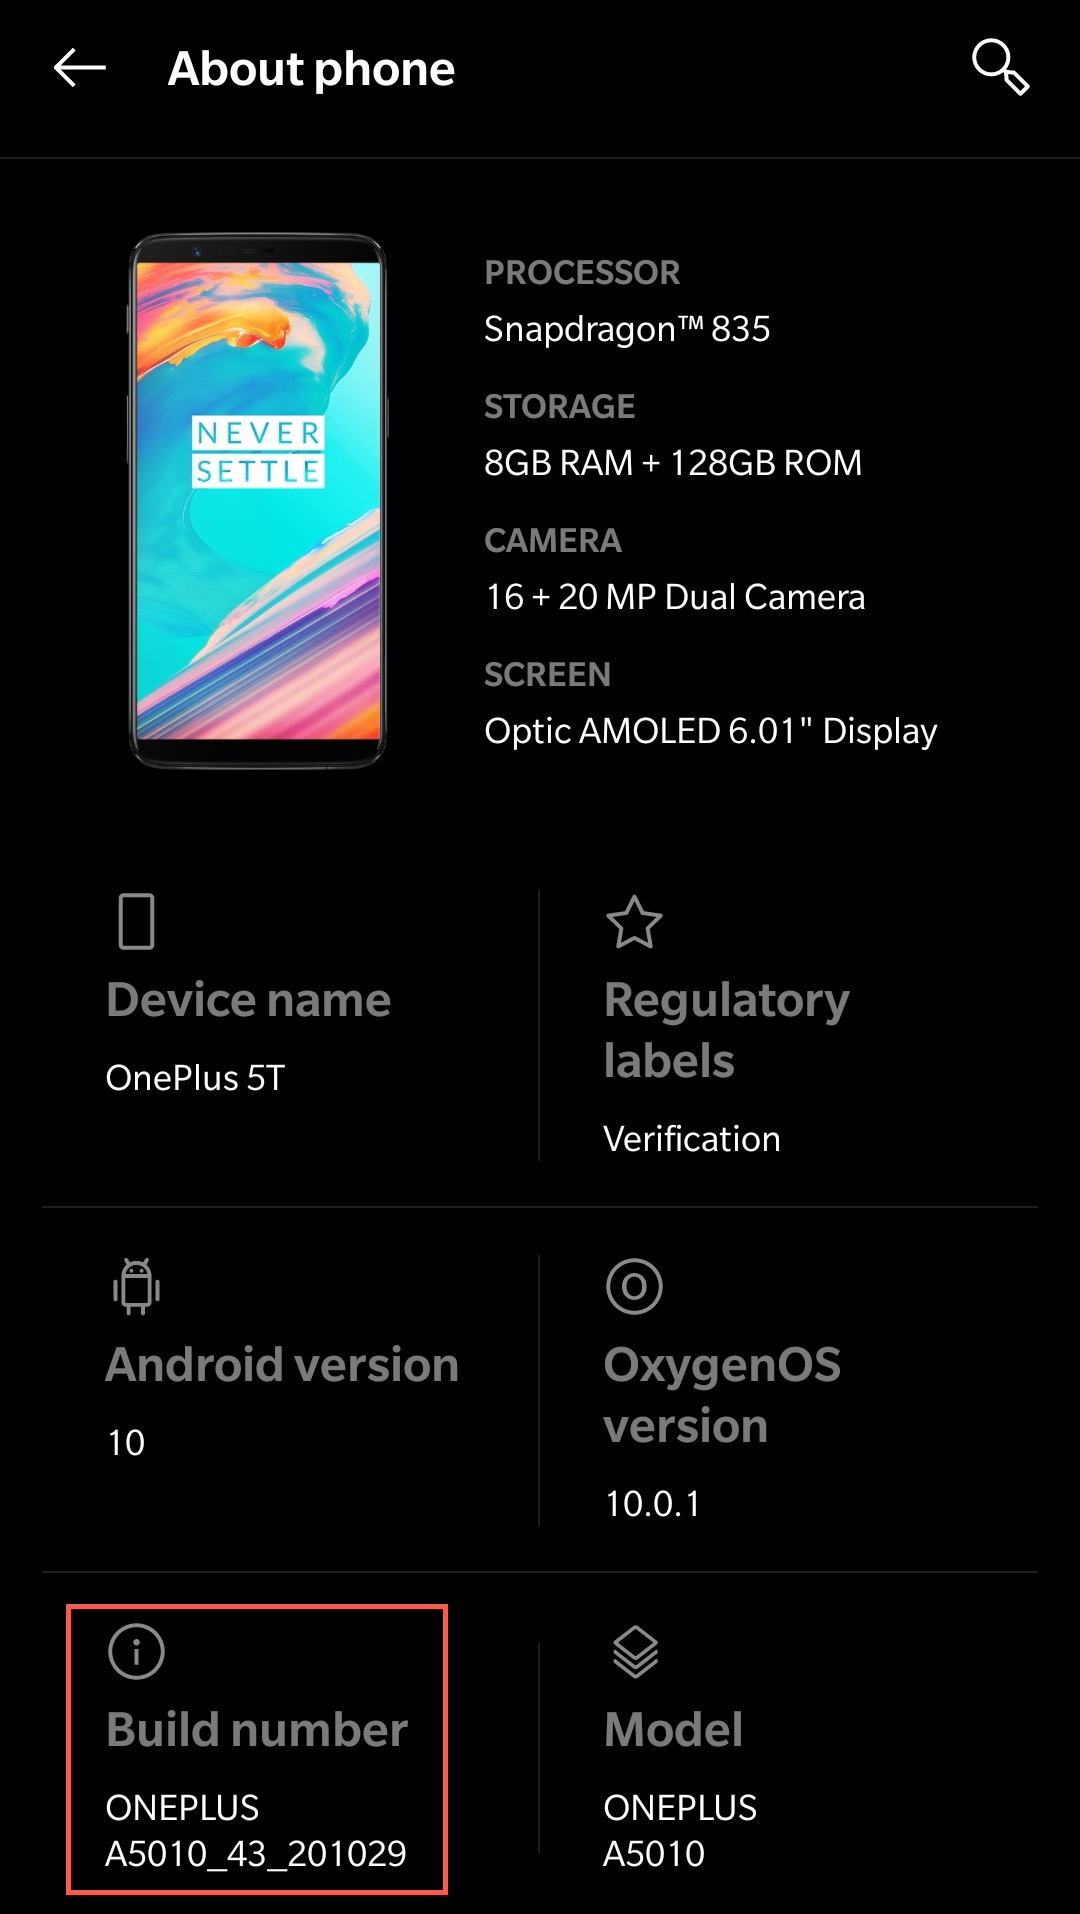 About phone
NEVER
SETTLE
PROCESSOR
Snapdragon™ 835
STORAGE
8GB RAM + 128GB ROM
CAMERA
16 + 20 MP Dual Camera
SCREEN
Optic AMOLED 6.01" Display
Device name
OnePlus 5T
Regulatory
labels
Verification
Android version
10
OxygenOS
version
10.0.1
Build number
ONEPLUS
A5010_43_201029
Model
ONEPLUS
A5010